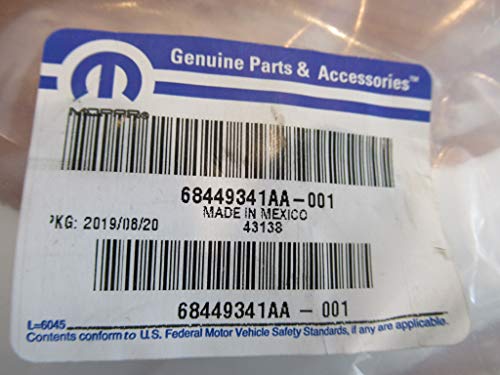 Genuine Parts & Accessories™
MOPAR®
68449341AA-001
MADE IN MEXICO
PKG: 2019/08/20 43138
68449341AA - 001
L=6045
Contents conform to U.S. Federal Motor Vehicle Safety Standards, if any are applicable.